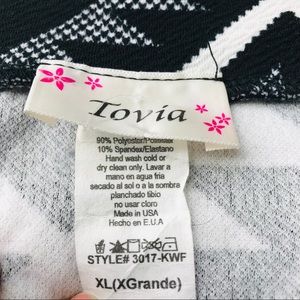 Tovia
90% Polyester/Poliester
10% Spandex/Elastano
Hand wash cold or
dry clean only. Lavar a
mano en agua fria
secado al sol o a la sombra
planchado tibio
no usar cloro
Made in USA
Hecho en E.U.A
STYLE# 3017-KWF
XL(XGrande)